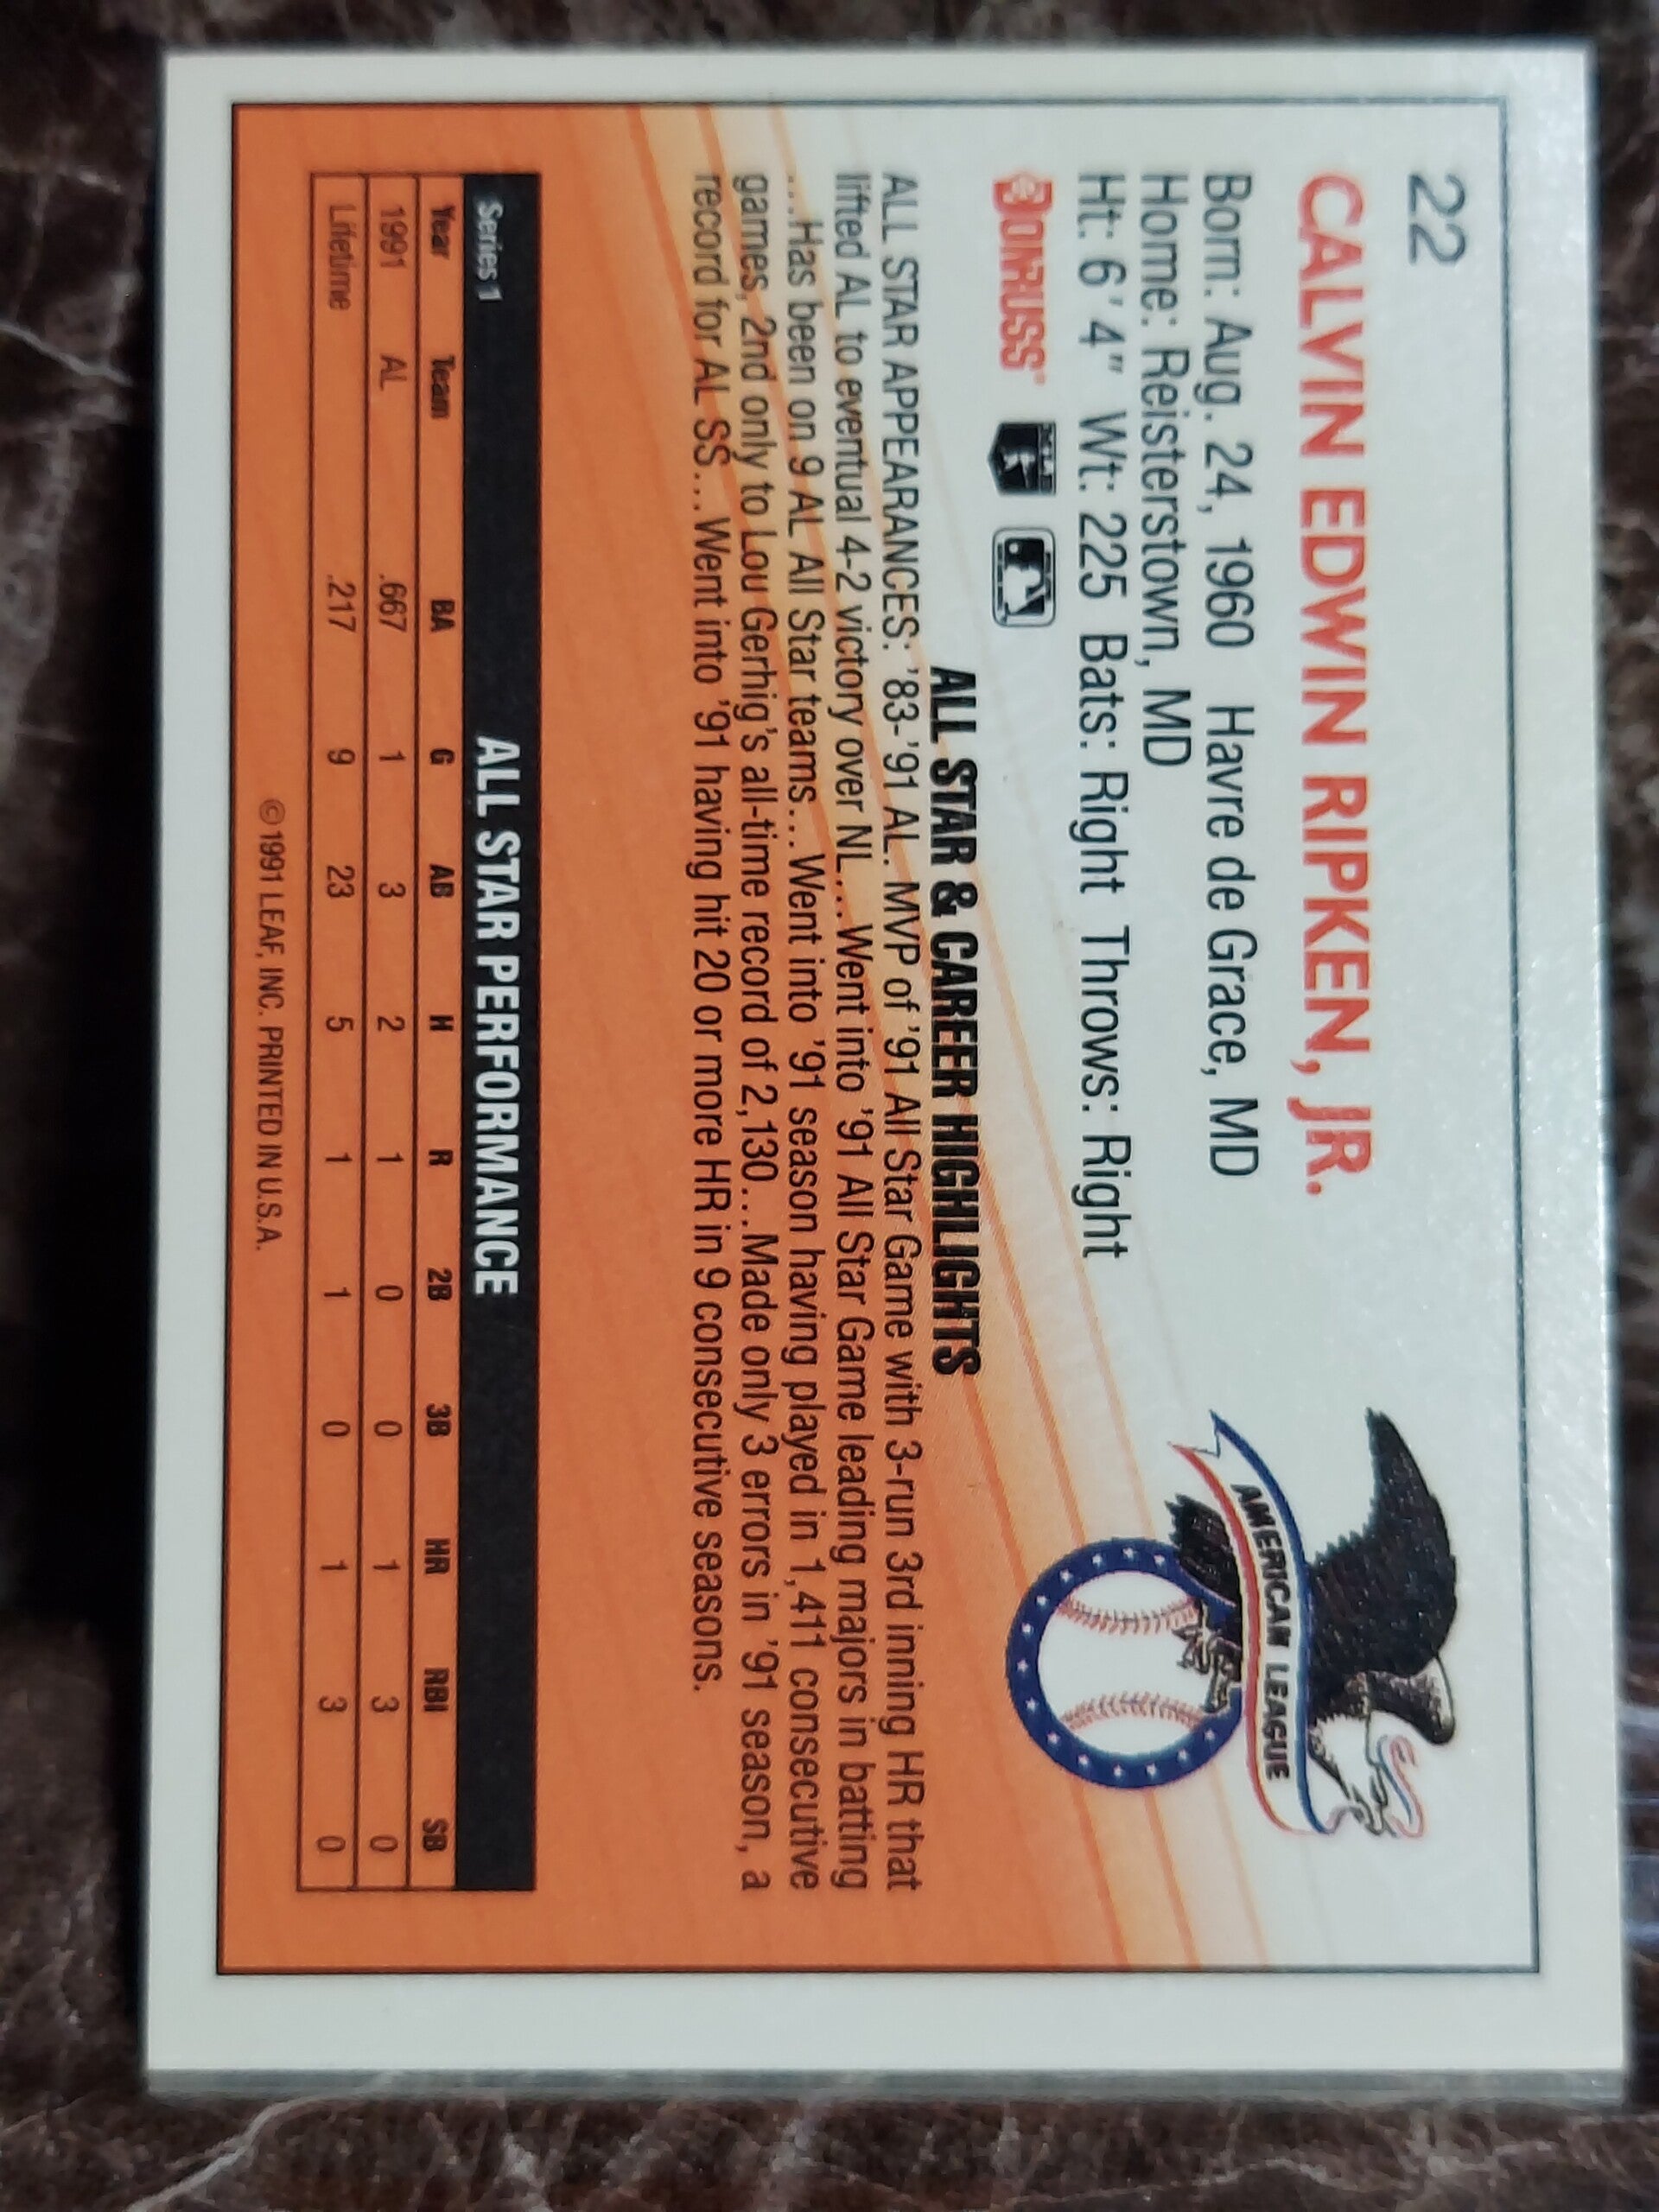 22
CALVIN EDWIN RIPKEN, JR.
Born: Aug. 24, 1960 Havre de Grace, MD
Home: Reisterstown, MD
Ht: 6' 4" Wt: 225 Bats: Right Throws: Right
AMERICAN LEAGUE
DONRUSS
ALL STAR & CAREER HIGHLIGHTS
ALL STAR APPEARANCES: '83-'91 AL. MVP of '91 All Star Game with 3-run 3rd inning HR that
lifted AL to eventual 4-2 victory over NL....Went into '91 All Star Game leading majors in batting
...Has been on 9 AL All Star teams...Went into '91 season having played in 1,411 consecutive
games, 2nd only to Lou Gerhig's all-time record of 2,130...Made only 3 errors in '91 season, a
record for AL SS...Went into '91 having hit 20 or more HR in 9 consecutive seasons.
Series 1 ALL STAR PERFORMANCE
Year Team BA G AB H R 2B 3B HR RBI SB
1991 AL .667 1 3 2 1 0 0 1 3 0
Lifetime .217 9 23 5 1 1 0 1 3 0
©1991 LEAF, INC. PRINTED IN U.S.A.